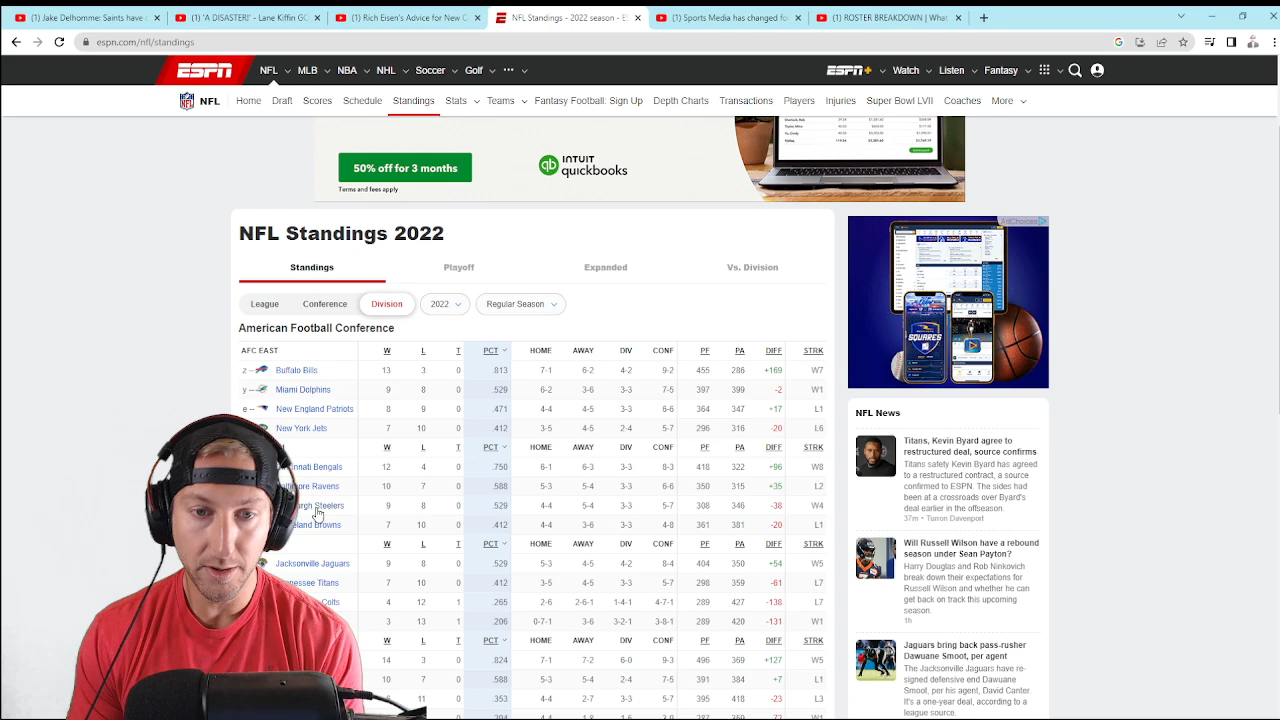 (1) Jake Delhomme: Saints have
(1) 'A DISASTER!' - Lane Kiffin GO
(1) Rich Eisen's Advice for New O
NFL Standings - 2022 season - ES
(1) Sports Media has changed fo
(1) ROSTER BREAKDOWN | What
espn.com/nfl/standings
ESPN NFL MLB NBA NHL Soccer Golf ••• ESPN+ Watch Listen Fantasy
NFL Home Draft Scores Schedule Standings Stats Teams Fantasy Football: Sign Up Depth Charts Transactions Players Injuries Super Bowl LVII Coaches More
50% off for 3 months
Terms and fees apply
INTUIT
quickbooks
AdChoices
SQUARES
NFL Standings 2022
Standings Playoff Expanded Vs. Division
League Conference Division 2022 Regular Season
American Football Conference
AFC EAST W L T PCT HOME AWAY DIV CONF PF PA DIFF STRK
Buffalo Bills 6-2 +169 W7
Miami Dolphins 8 0 3-6 3-3 397 399 -2 W1
e -- New England Patriots 8 9 0 .471 4-4 4-5 3-3 6-6 364 347 +17 L1
New York Jets 7 10 0 .412 3-5 4-5 2-4 5-7 296 316 -20 L6
W L T PCT HOME AWAY DIV CONF PF PA DIFF STRK
nnati Bengals 12 4 0 .750 6-1 6-3 3-3 8-3 418 322 +96 W8
Ravens 10 7 0 .588 5-4 5-3 3-3 6-6 350 315 +35 L2
rgh Steelers 9 8 0 .529 4-4 5-4 3-3 5-7 308 346 -38 W4
eland Browns 7 10 0 .412 4-4 3-6 3-3 4-8 361 381 -20 L1
W L T PCT HOME AWAY DIV CONF PF PA DIFF STRK
Jacksonville Jaguars 9 8 0 .529 5-3 4-5 4-2 8-4 404 350 +54 W5
essee Titans 7 10 0 .412 3-5 4-5 3-3 5-7 298 359 -61 L7
Colts 4 12 1 .265 2-6 2-6-1 1-4-1 4-7-1 289 427 -138 L7
13 1 .206 0-7-1 3-6 3-2-1 3-8-1 289 420 -131 W1
W L T PCT HOME AWAY DIV CONF PF PA DIFF STRK
14 3 0 .824 7-1 7-2 6-0 9-3 496 369 +127 W5
10 7 0 .588 5-3 5-4 2-4 7-5 391 384 +7 L1
6 11 0 .353 4-4 2-7 3-3 5-7 395 418 -23 L3
.294 4-4 1-8 1-5 3-9 359 -72 W1
NFL News
Titans, Kevin Byard agree to
restructured deal, source confirms
Titans safety Kevin Byard has agreed
to a restructured contract, a source
confirmed to ESPN. The sides had
been at a crossroads over Byard's
deal earlier in the offseason.
37m • Turron Davenport
Will Russell Wilson have a rebound
season under Sean Payton?
Harry Douglas and Rob Ninkovich
break down their expectations for
Russell Wilson and whether he can
get back on track this upcoming
season.
1h
Jaguars bring back pass-rusher
Dawuane Smoot, per agent
The Jacksonville Jaguars have re-
signed defensive end Dawuane
Smoot, per his agent, David Canter.
It's a one-year deal, according to a
league source.